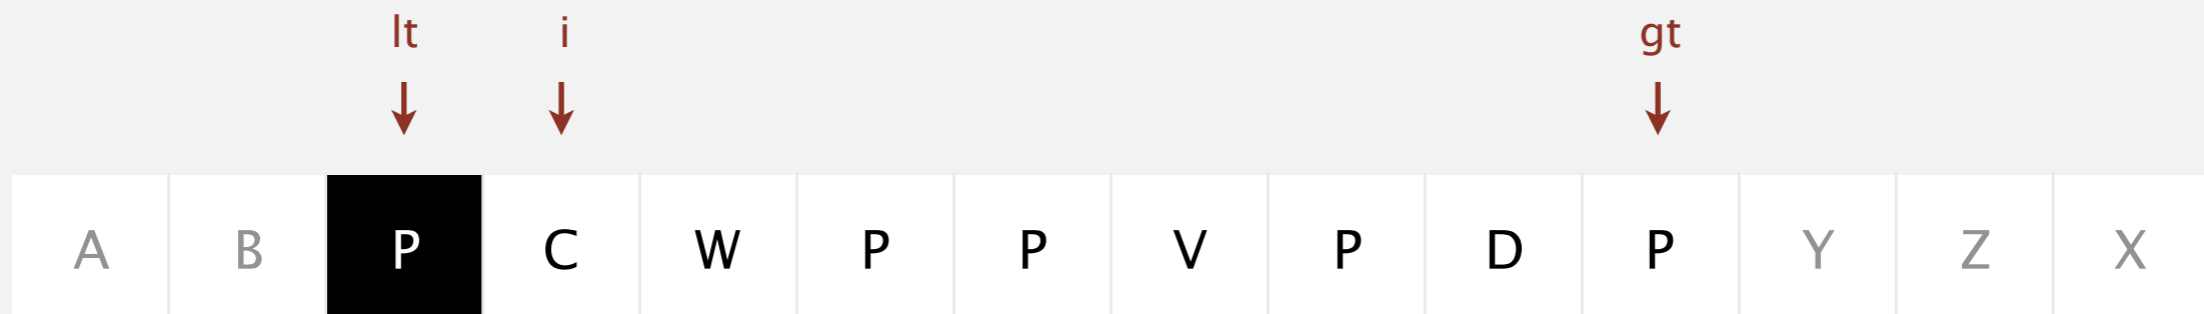 lt i gt
A B P C W P P V P D P Y Z X